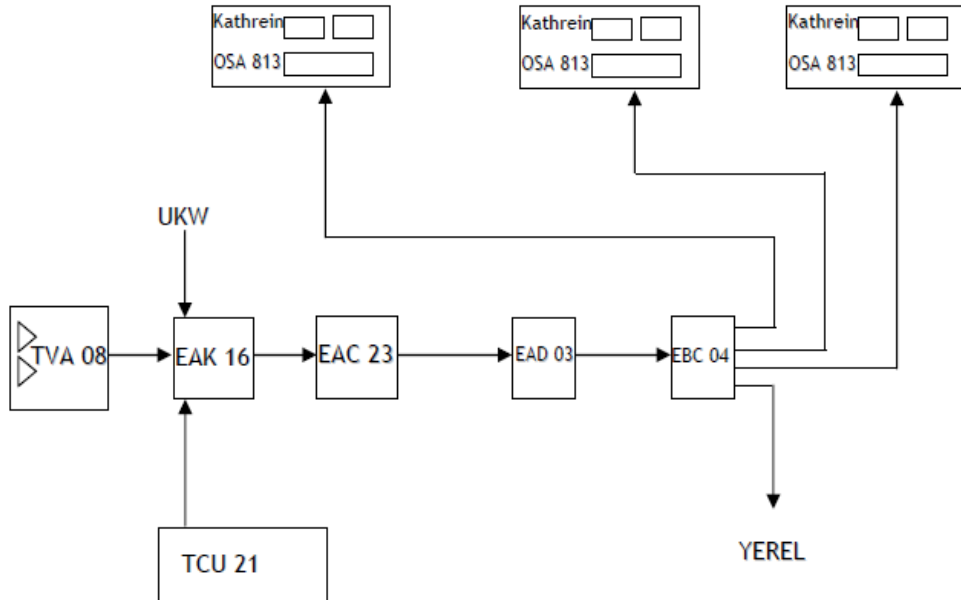 Kathrein
OSA 813
Kathrein
OSA 813
Kathrein
OSA 813
UKW
TVA 08
EAK 16
EAC 23
EAD 03
EBC 04
TCU 21
YEREL